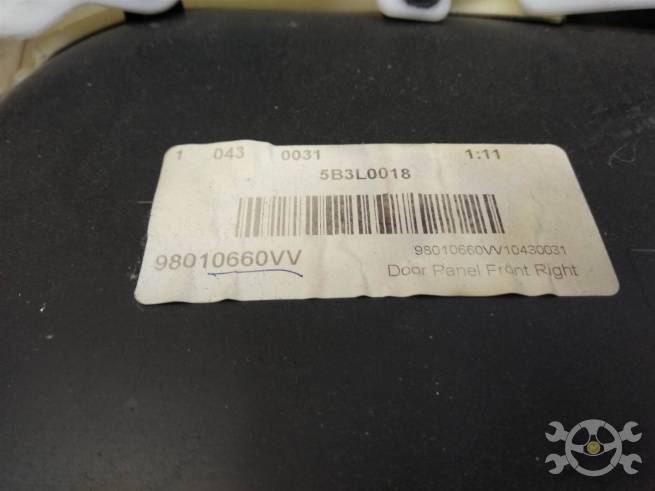 1 043 0031 1:11
5B3L0018
98010660VV
98010660VV10430031
Door Panel Front Right